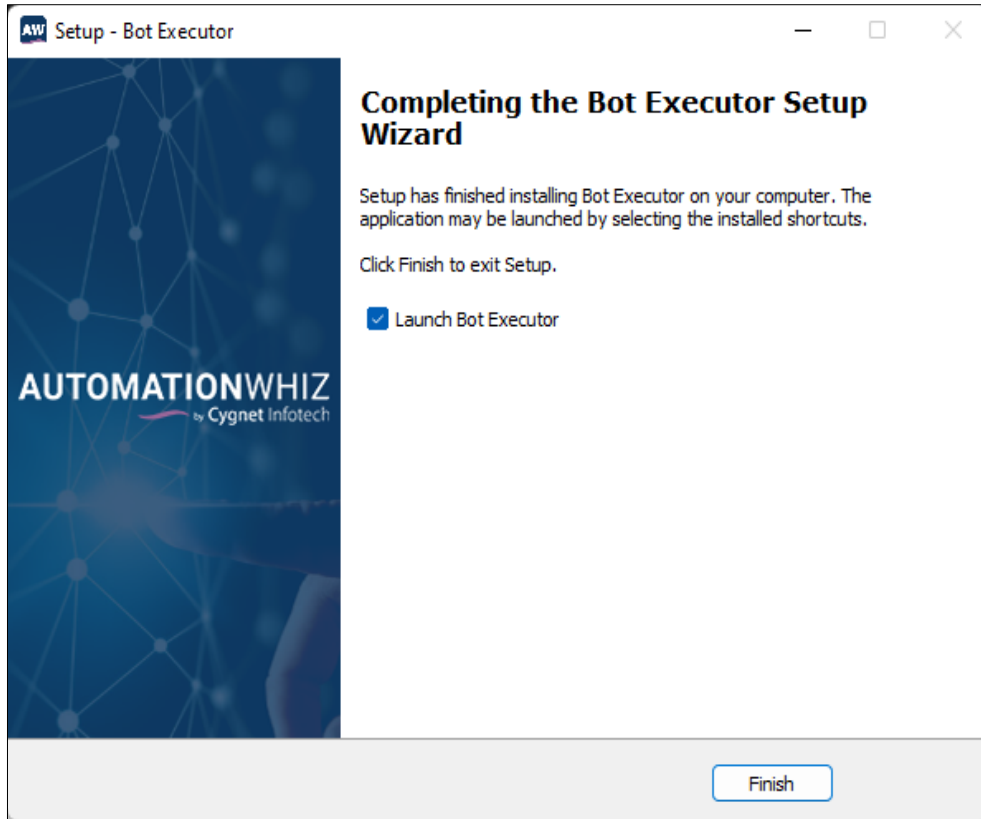 AW Setup - Bot Executor
Completing the Bot Executor Setup
Wizard
Setup has finished installing Bot Executor on your computer. The
application may be launched by selecting the installed shortcuts.
Click Finish to exit Setup.
Launch Bot Executor
AUTOMATIONWHIZ
by Cygnet Infotech
Finish